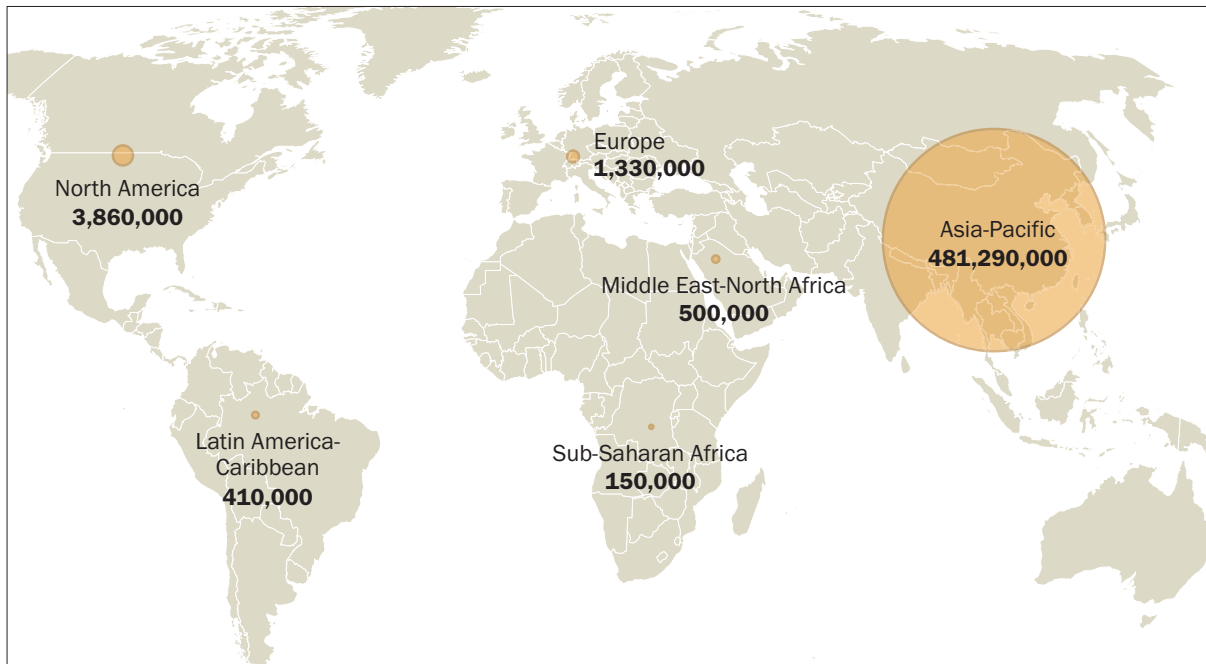 Europe
1,330,000
North America
3,860,000
Asia-Pacific
481,290,000
Middle East-North Africa
500,000
Latin America-
Caribbean
410,000
Sub-Saharan Africa
150,000